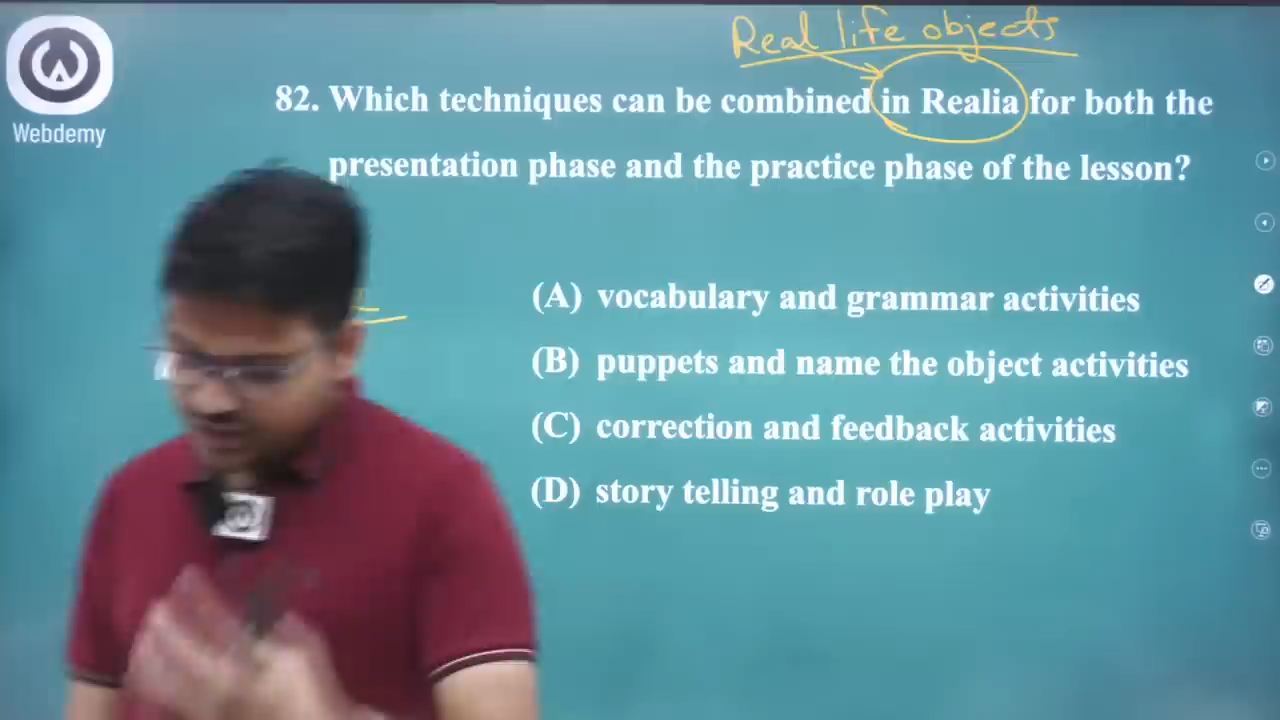 Real life objects
Webdemy
82. Which techniques can be combined in Realia for both the
presentation phase and the practice phase of the lesson?
(A) vocabulary and grammar activities
(B) puppets and name the object activities
(C) correction and feedback activities
(D) story telling and role play